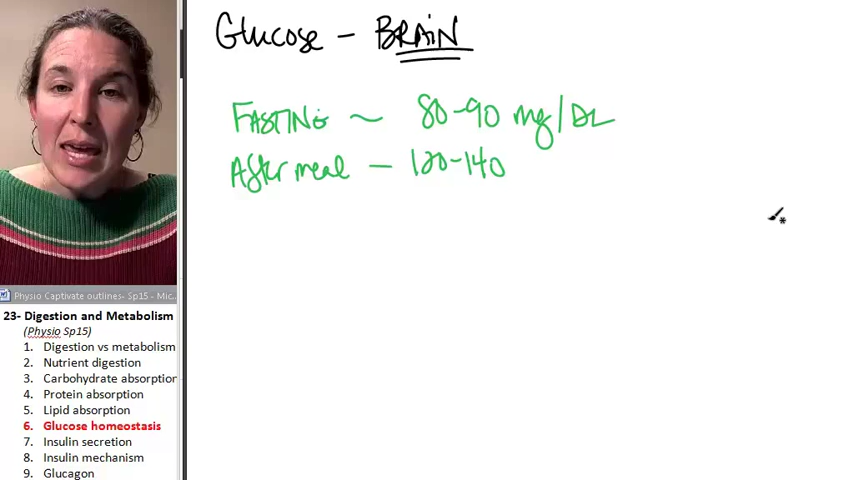 Glucose - BRAIN
FASTING ~ 80-90 mg/DL
After meal - 120-140
Physio Captivate outlines- Sp15 - Mic...
23- Digestion and Metabolism
(Physio Sp15)
1. Digestion vs metabolism
2. Nutrient digestion
3. Carbohydrate absorption
4. Protein absorption
5. Lipid absorption
6. Glucose homeostasis
7. Insulin secretion
8. Insulin mechanism
9. Glucagon